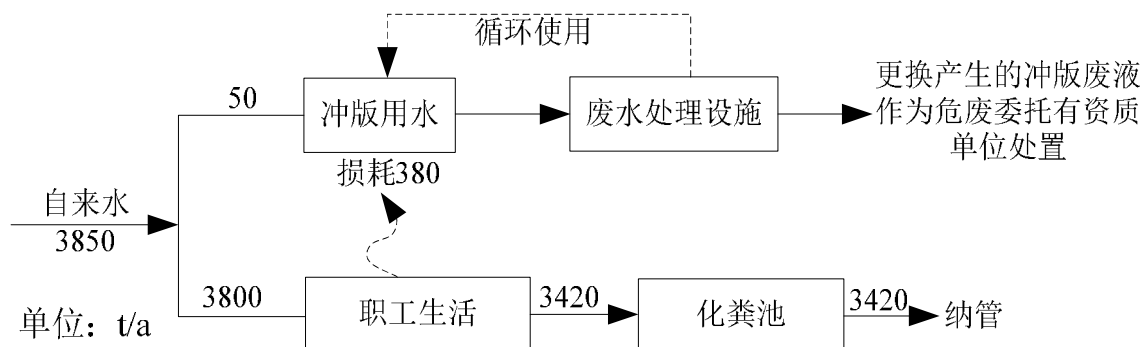 循环使用
50
冲版用水
废水处理设施
更换产生的冲版废液
作为危废委托有资质
单位处置
损耗380
自来水
3850
3800
职工生活
3420
化粪池
3420
纳管
单位：t/a